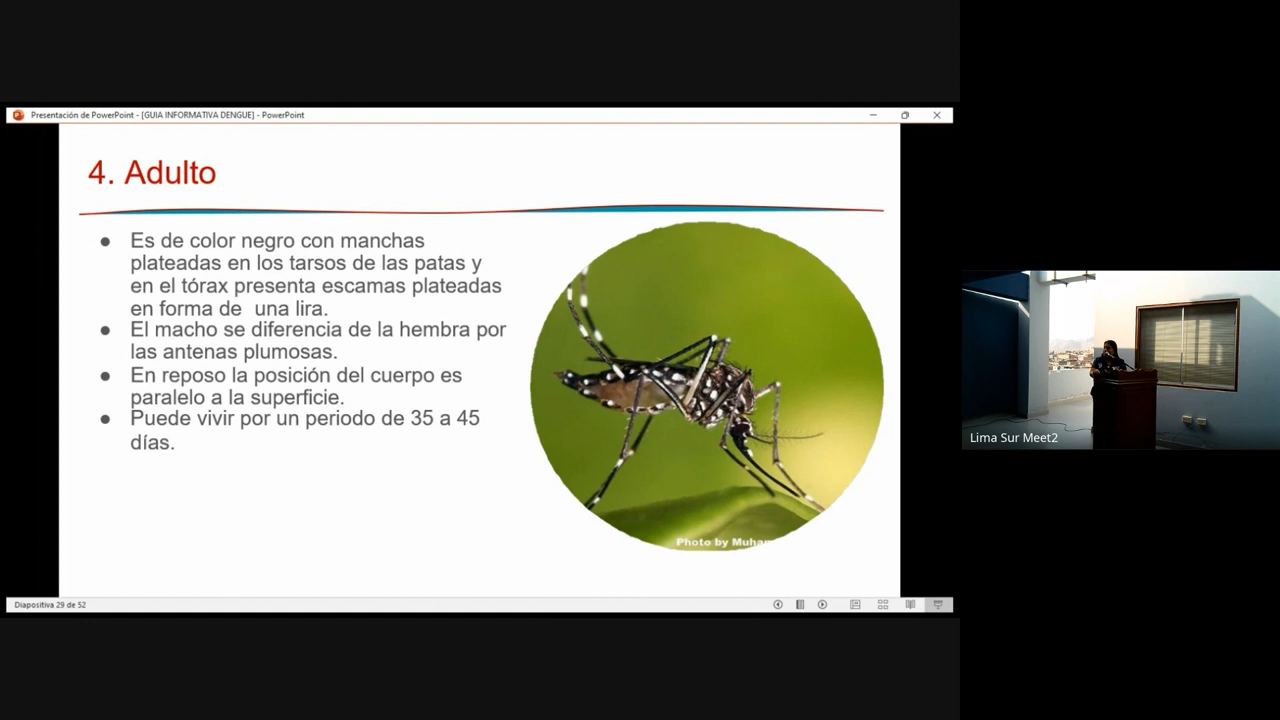 Presentación de PowerPoint - [GUIA INFORMATIVA DENGUE] - PowerPoint
4. Adulto
● Es de color negro con manchas
plateadas en los tarsos de las patas y
en el tórax presenta escamas plateadas
en forma de una lira.
● El macho se diferencia de la hembra por
las antenas plumosas.
● En reposo la posición del cuerpo es
paralelo a la superficie.
● Puede vivir por un periodo de 35 a 45
días.
Photo by
Diapositiva 29 de 52
Lima Sur Meet2